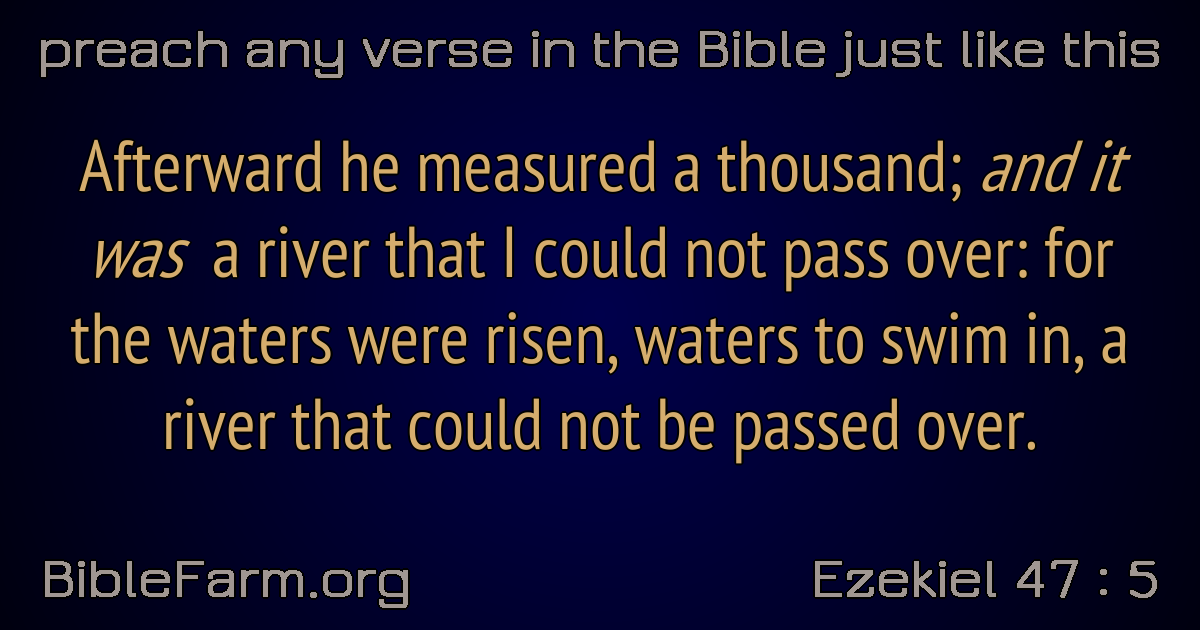 preach any verse in the Bible just like this
Afterward he measured a thousand; and it
was a river that I could not pass over: for
the waters were risen, waters to swim in, a
river that could not be passed over.
BibleFarm.org
Ezekiel 47 : 5